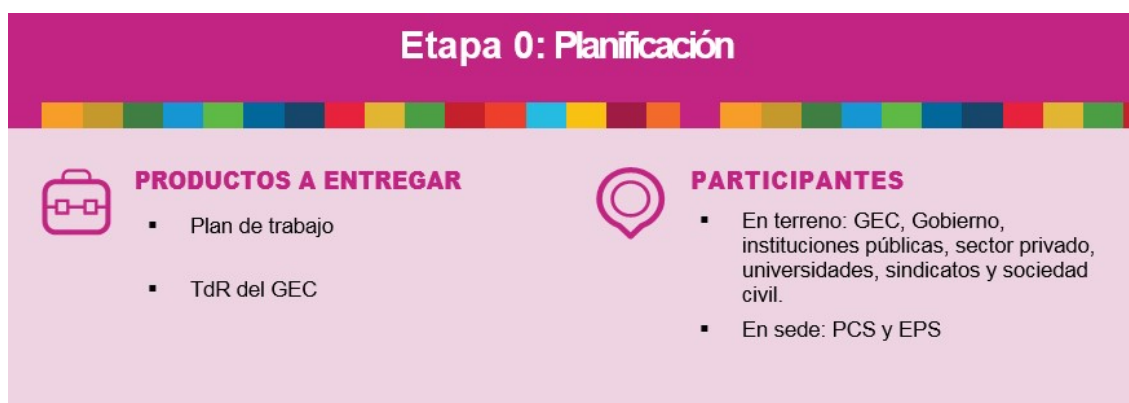 Etapa 0: Planificación
PRODUCTOS A ENTREGAR
▪ Plan de trabajo
▪ TdR del GEC
PARTICIPANTES
▪ En terreno: GEC, Gobierno,
instituciones públicas, sector privado,
universidades, sindicatos y sociedad
civil.
▪ En sede: PCS y EPS